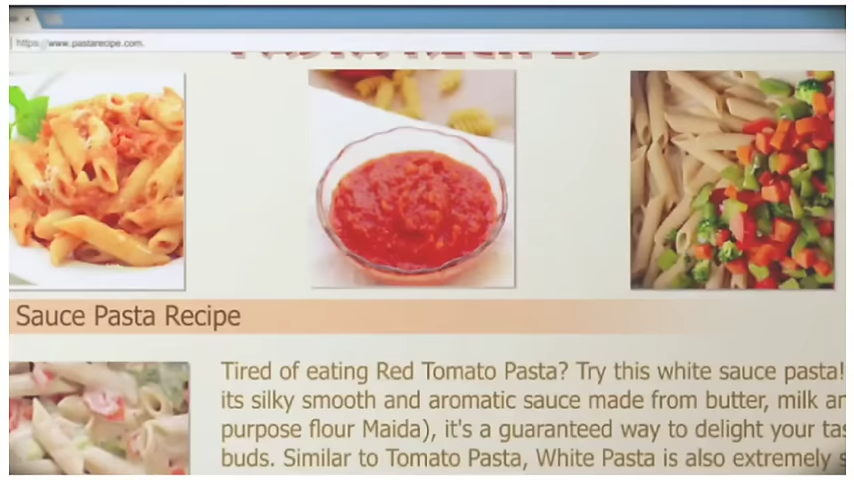 https://www.pastarecipe.com.
PASTA RECIPES
Sauce Pasta Recipe
Tired of eating Red Tomato Pasta? Try this white sauce pasta!
its silky smooth and aromatic sauce made from butter, milk
purpose flour Maida), it's a guaranteed way to delight your
buds. Similar to Tomato Pasta, White Pasta is also extremely